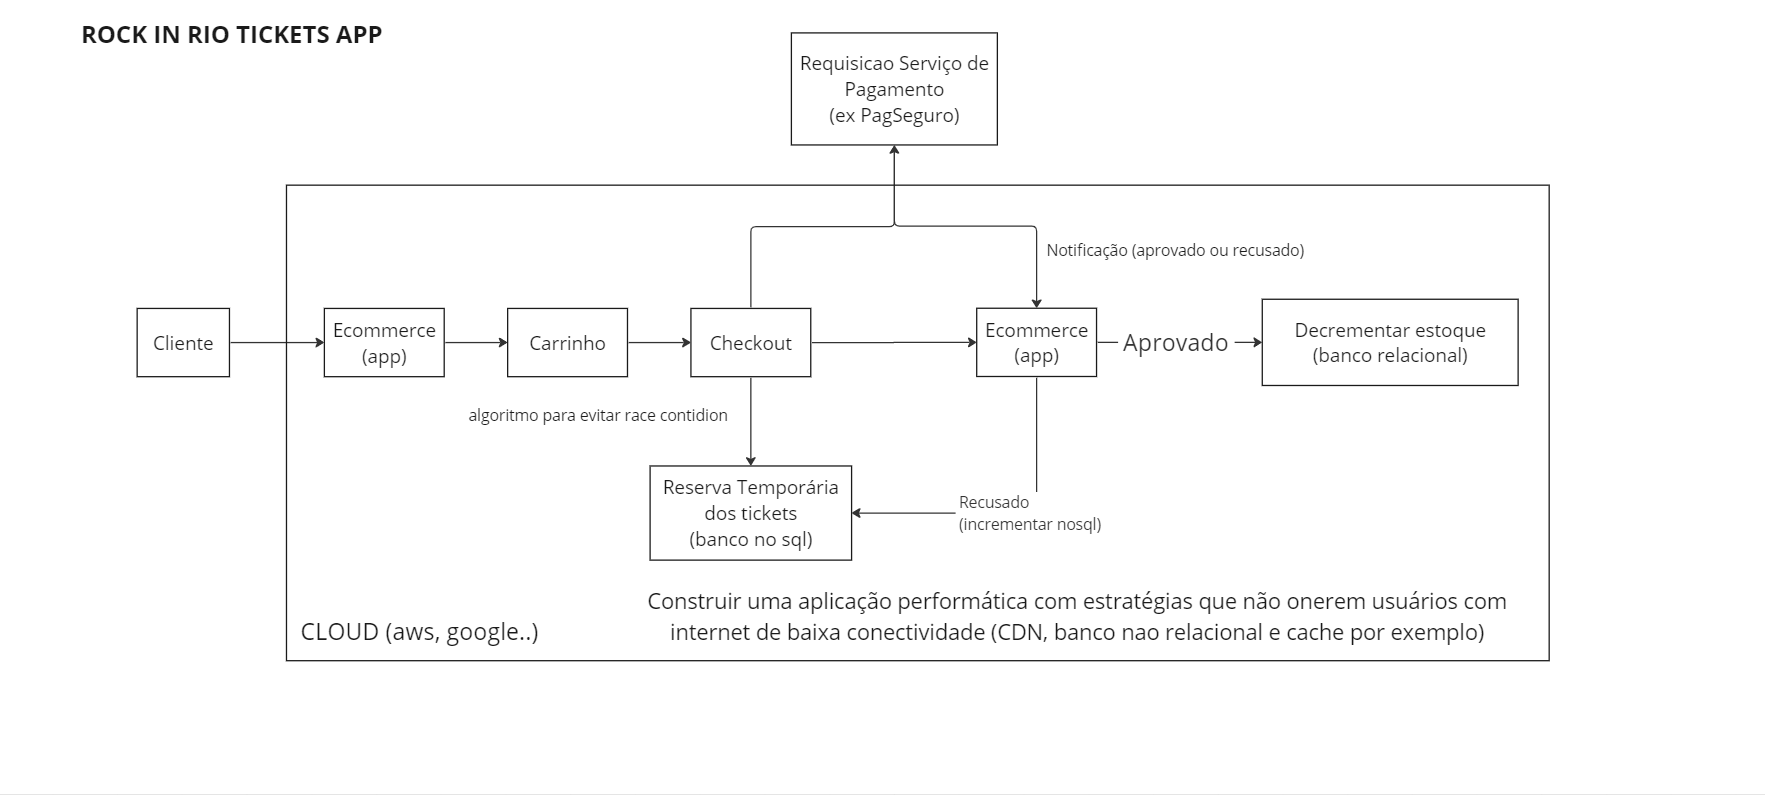 ROCK IN RIO TICKETS APP
Requisicao Serviço de
Pagamento
(ex PagSeguro)
Notificação (aprovado ou recusado)
Cliente
Ecommerce
(app)
Carrinho
Checkout
Ecommerce
(app)
Aprovado
Decrementar estoque
(banco relacional)
algoritmo para evitar race contidion
Reserva Temporária
dos tickets
(banco no sql)
Recusado
(incrementar nosql)
Construir uma aplicação performática com estratégias que não onerem usuários com
internet de baixa conectividade (CDN, banco nao relacional e cache por exemplo)
CLOUD (aws, google..)